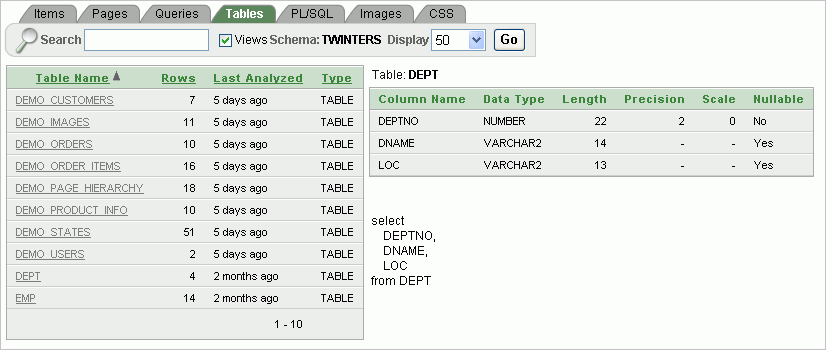 Items Pages Queries Tables PL/SQL Images CSS
Search Views Schema: TWINTERS Display 50 Go
Table Name Rows Last Analyzed Type
DEMO_CUSTOMERS 7 5 days ago TABLE
DEMO_IMAGES 11 5 days ago TABLE
DEMO_ORDERS 10 5 days ago TABLE
DEMO_ORDER_ITEMS 16 5 days ago TABLE
DEMO_PAGE_HIERARCHY 18 5 days ago TABLE
DEMO_PRODUCT_INFO 10 5 days ago TABLE
DEMO_STATES 51 5 days ago TABLE
DEMO_USERS 2 5 days ago TABLE
DEPT 4 2 months ago TABLE
EMP 14 2 months ago TABLE
1 - 10
Table: DEPT
Column Name Data Type Length Precision Scale Nullable
DEPTNO NUMBER 22 2 0 No
DNAME VARCHAR2 14 - - Yes
LOC VARCHAR2 13 - - Yes
select
DEPTNO,
DNAME,
LOC
from DEPT